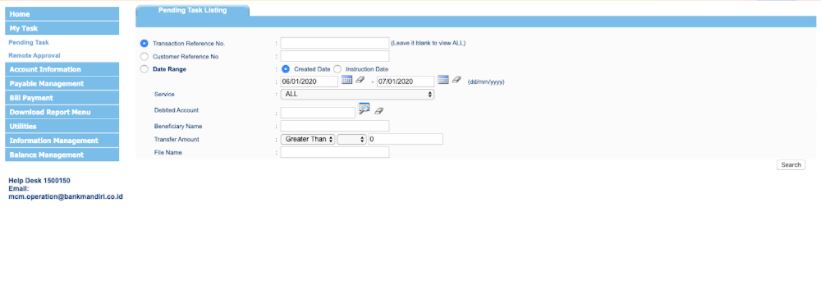 Home
My Task
Pending Task
Remote Approval
Account Information
Payable Management
Bill Payment
Download Report Menu
Utilities
Information Management
Balance Management
Help Desk 1500150
Email:
mcm.operation@bankmandiri.co.id
Pending Task Listing
Transaction Reference No. : (Leave it blank to view ALL)
Customer Reference No :
Date Range : Created Date Instruction Date
: 06/01/2020 - 07/01/2020 (dd/mm/yyyy)
Service : ALL
Debited Account :
Beneficiary Name :
Transfer Amount : Greater Than 0
File Name :
Search